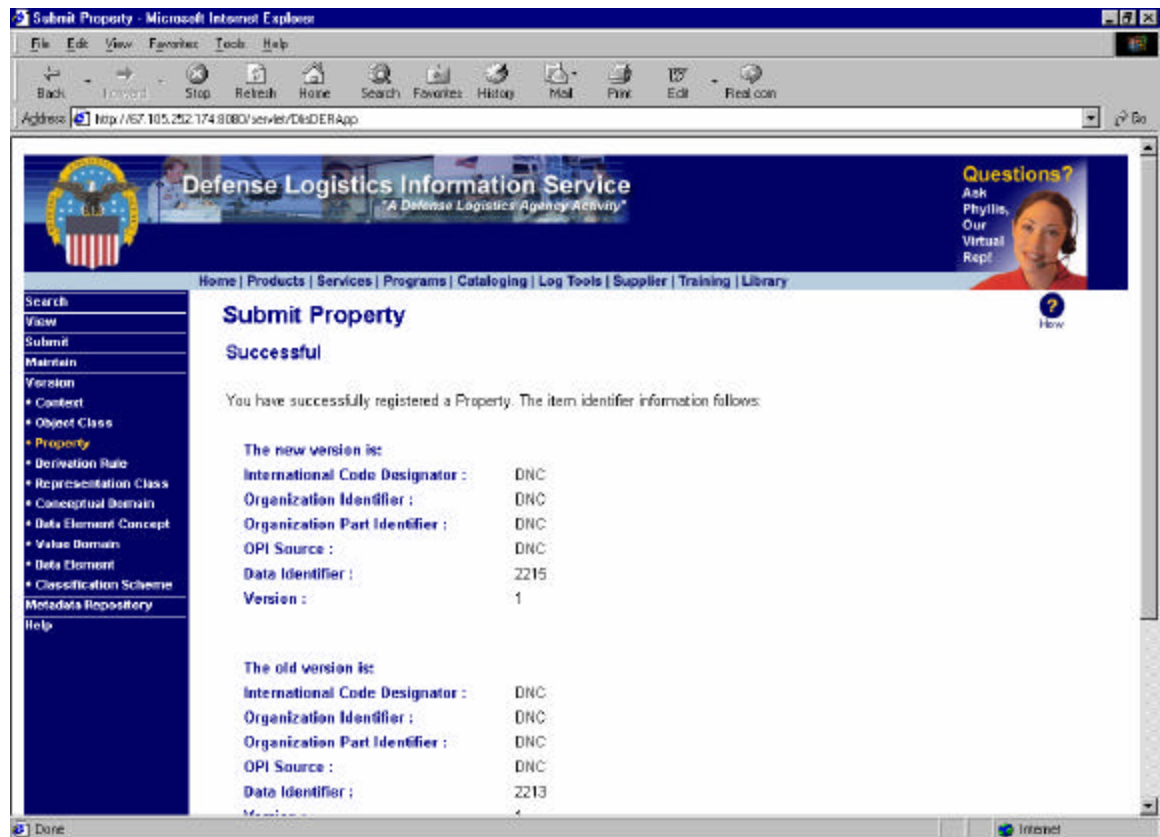 Submit Property - Microsoft Internet Explorer
File Edit View Favorites Tools Help
Back Forward Stop Refresh Home Search Favorites History Mail Print Edit Real.com
Address http://67.105.252.174:8080/servlet/DlisDERApp Go
Defense Logistics Information Service
"A Defense Logistics Agency Activity"
Questions?
Ask
Phyllis,
Our
Virtual
Rep!
Home | Products | Services | Programs | Cataloging | Log Tools | Supplier | Training | Library
Search
View
Submit
Maintain
Version
• Context
• Object Class
• Property
• Derivation Rule
• Representation Class
• Conceptual Domain
• Data Element Concept
• Value Domain
• Data Element
• Classification Scheme
Metadata Repository
Help
Submit Property
?
How
Successful
You have successfully registered a Property. The item identifier information follows:
The new version is:
International Code Designator : DNC
Organization Identifier : DNC
Organization Part Identifier : DNC
OPI Source : DNC
Data Identifier : 2215
Version : 1
The old version is:
International Code Designator : DNC
Organization Identifier : DNC
Organization Part Identifier : DNC
OPI Source : DNC
Data Identifier : 2213
Done
Internet